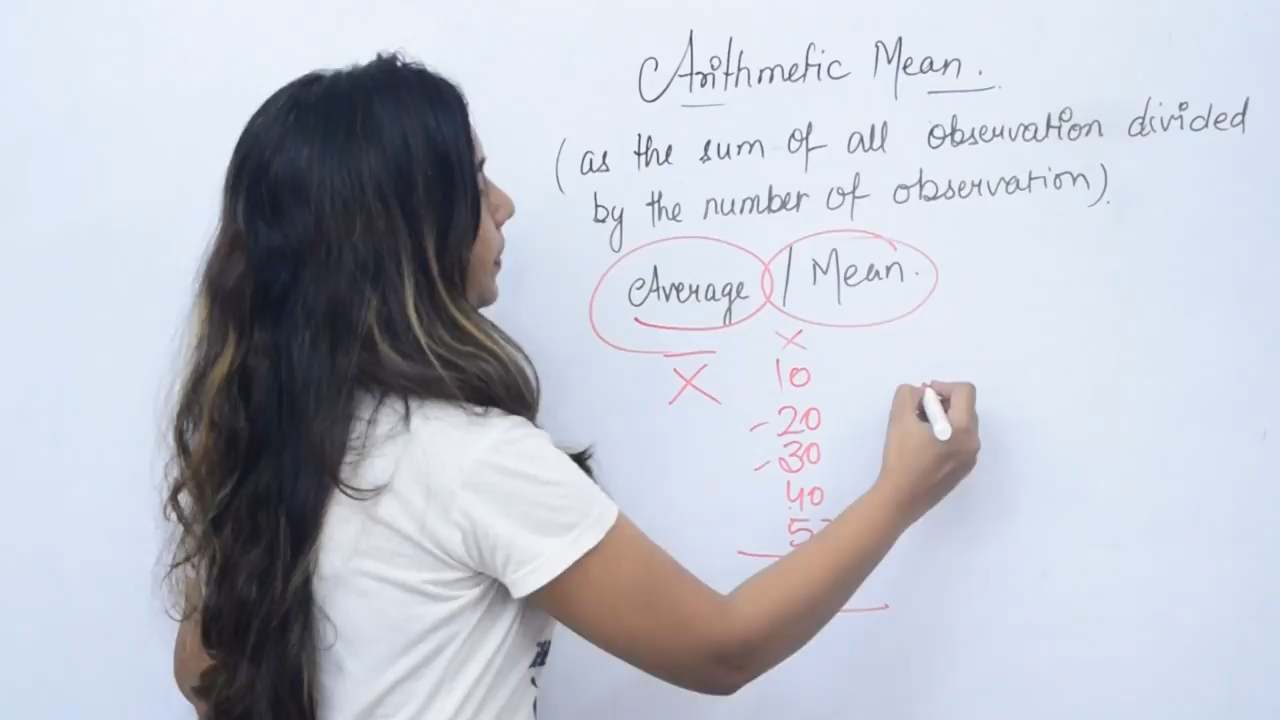 Arithmetic Mean.
(as the sum of all observation divided
by the number of observation).
Average | Mean.
X
X̄
10
- 20
- 30
40
5